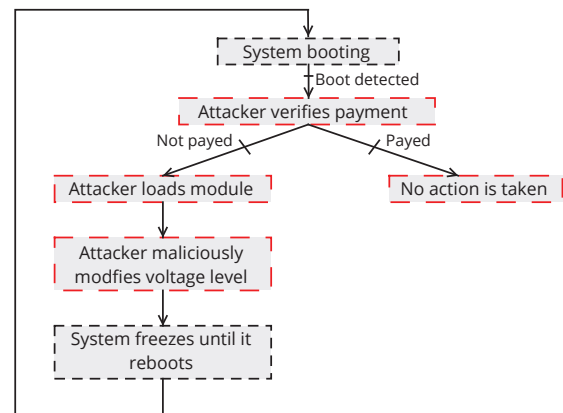 System booting
Boot detected
Attacker verifies payment
Not payed
Payed
Attacker loads module
No action is taken
Attacker maliciously
modfies voltage level
System freezes until it
reboots